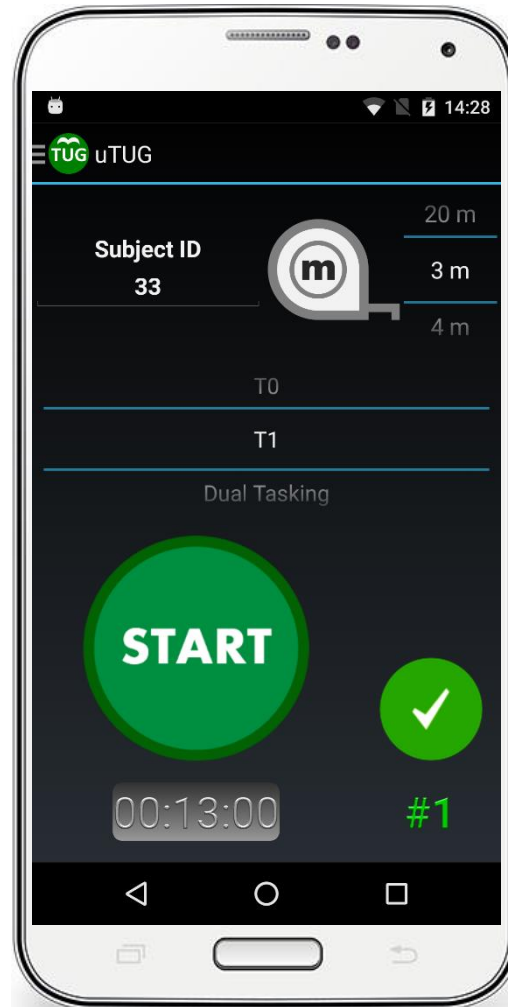 14:28
TUG uTUG
20 m
Subject ID
33
m
3 m
4 m
T0
T1
Dual Tasking
START
00:13:00
#1